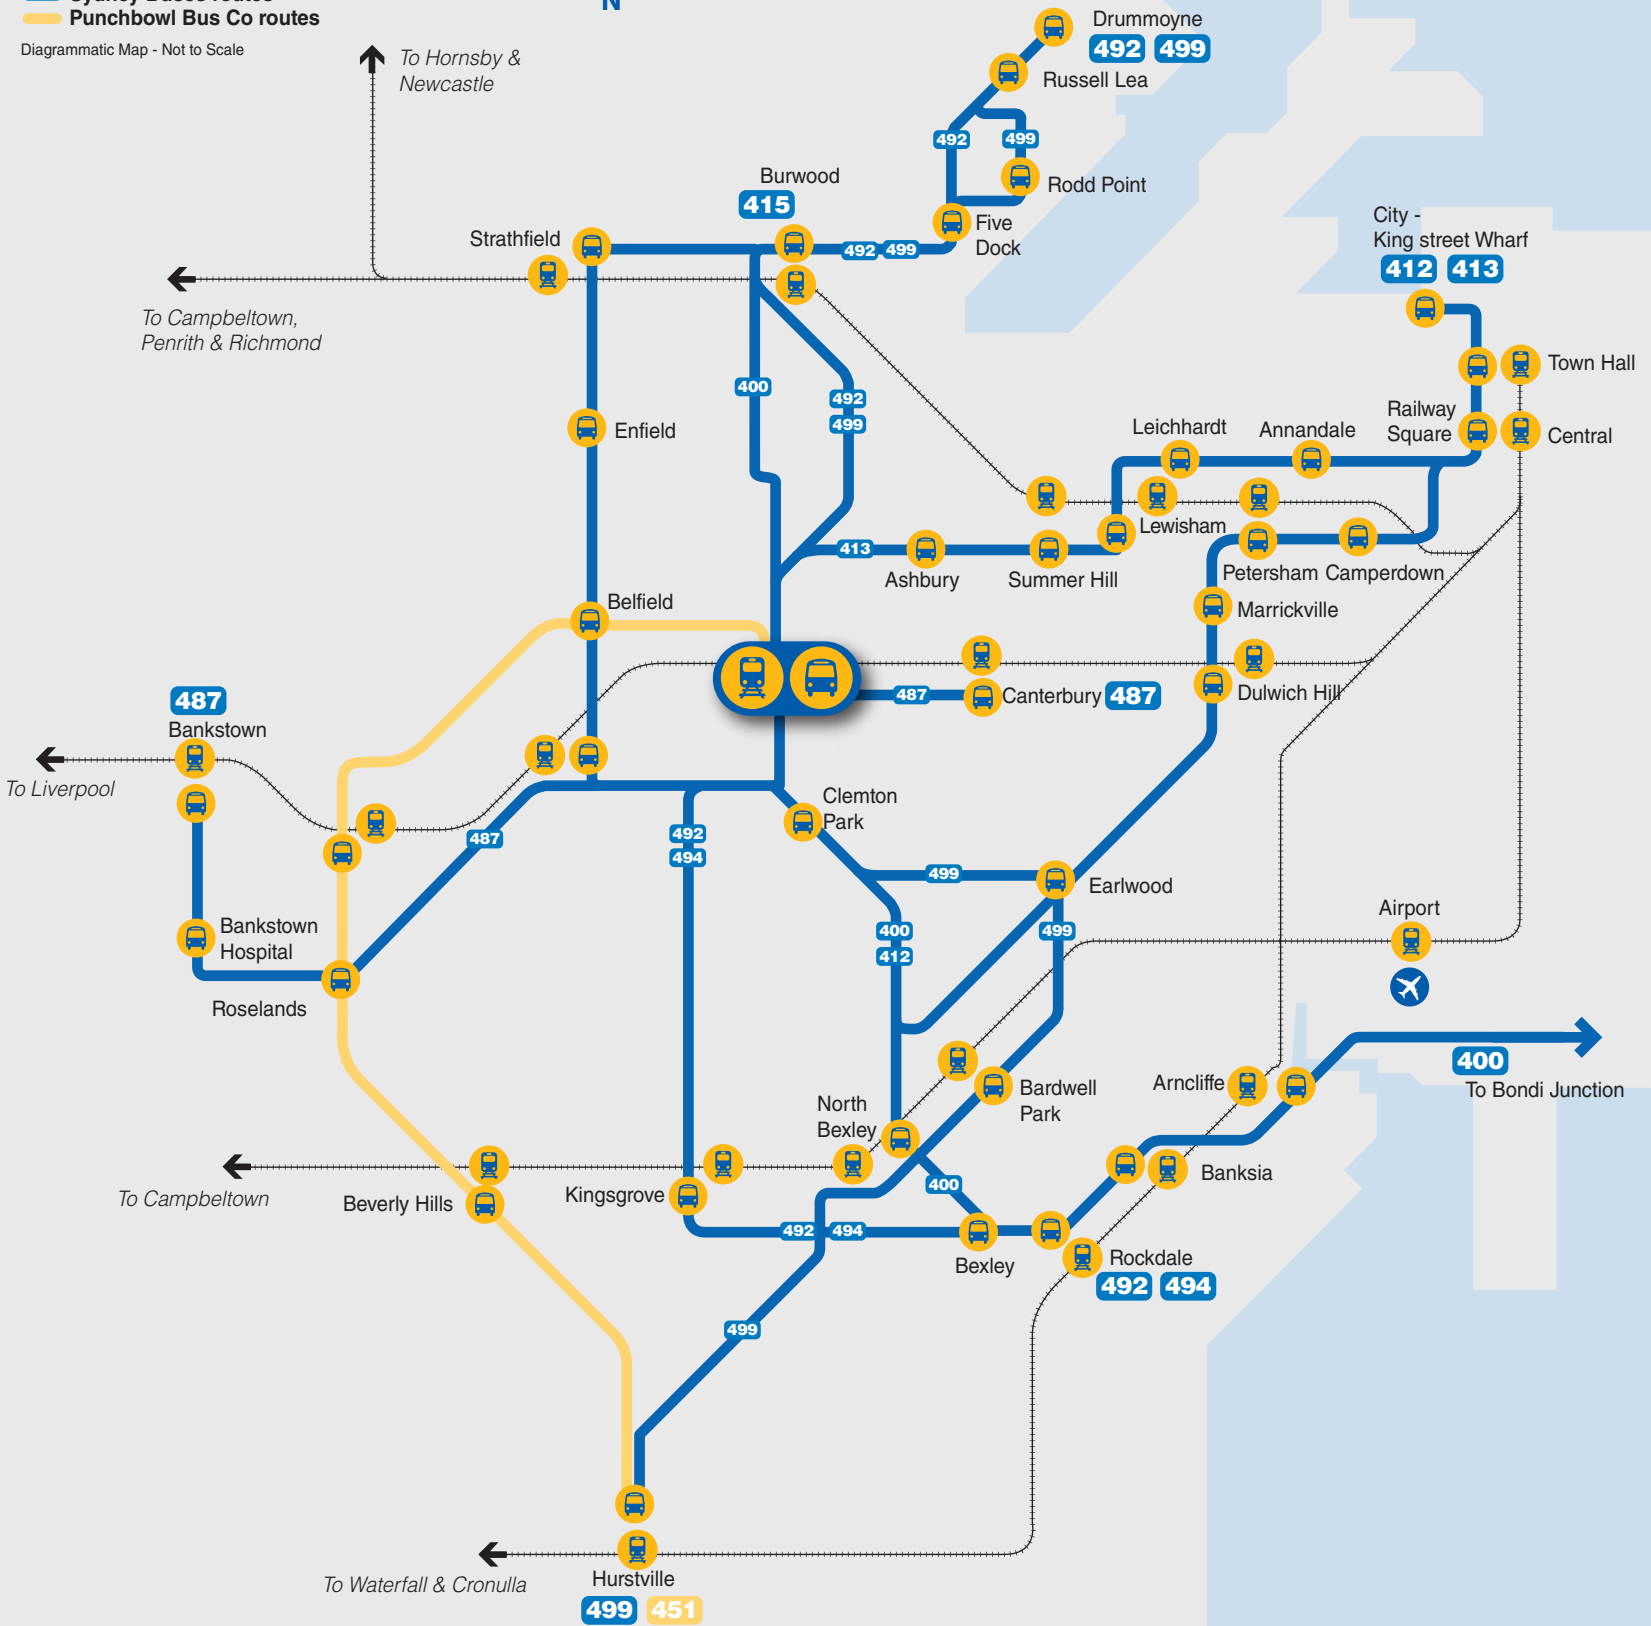 Sydney Buses routes
Punchbowl Bus Co routes
Diagrammatic Map - Not to Scale
N
To Hornsby &
Newcastle
Drummoyne
492 499
Russell Lea
492
499
Rodd Point
Burwood
415
Five
Dock
492 499
Strathfield
City -
King street Wharf
412 413
To Campbeltown,
Penrith & Richmond
Town Hall
400
492
499
Railway
Square
Central
Leichhardt
Annandale
Enfield
Lewisham
413
Ashbury
Summer Hill
Petersham Camperdown
Belfield
Marrickville
487
Canterbury 487
Dulwich Hill
487
Bankstown
To Liverpool
Clemton
Park
492
494
487
499
Earlwood
Bankstown
Hospital
400
412
499
Airport
Roselands
400
To Bondi Junction
Arncliffe
Bardwell
Park
North
Bexley
Banksia
To Campbeltown
Beverly Hills
Kingsgrove
400
492 494
Bexley
Rockdale
492 494
499
To Waterfall & Cronulla
Hurstville
499 451